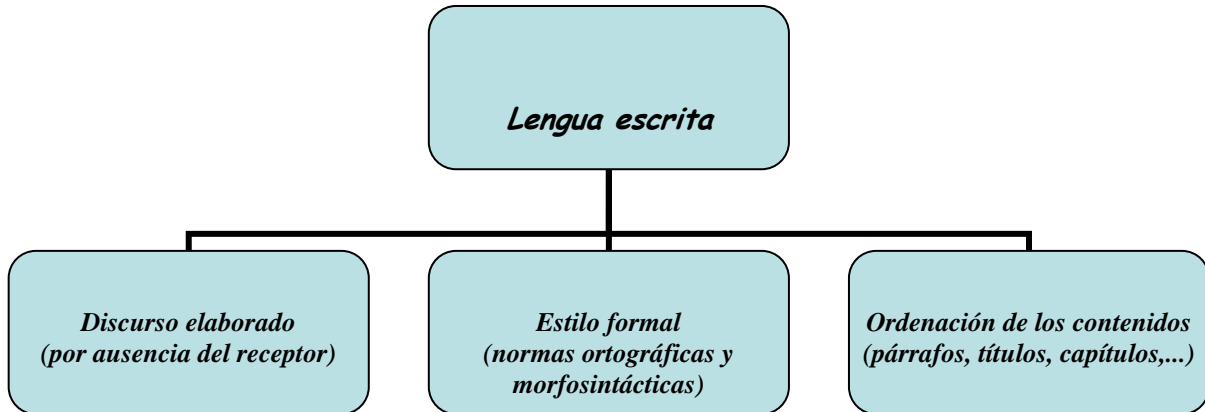 Lengua escrita
Discurso elaborado
(por ausencia del receptor)
Estilo formal
(normas ortográficas y
morfosintácticas)
Ordenación de los contenidos
(párrafos, títulos, capítulos,...)